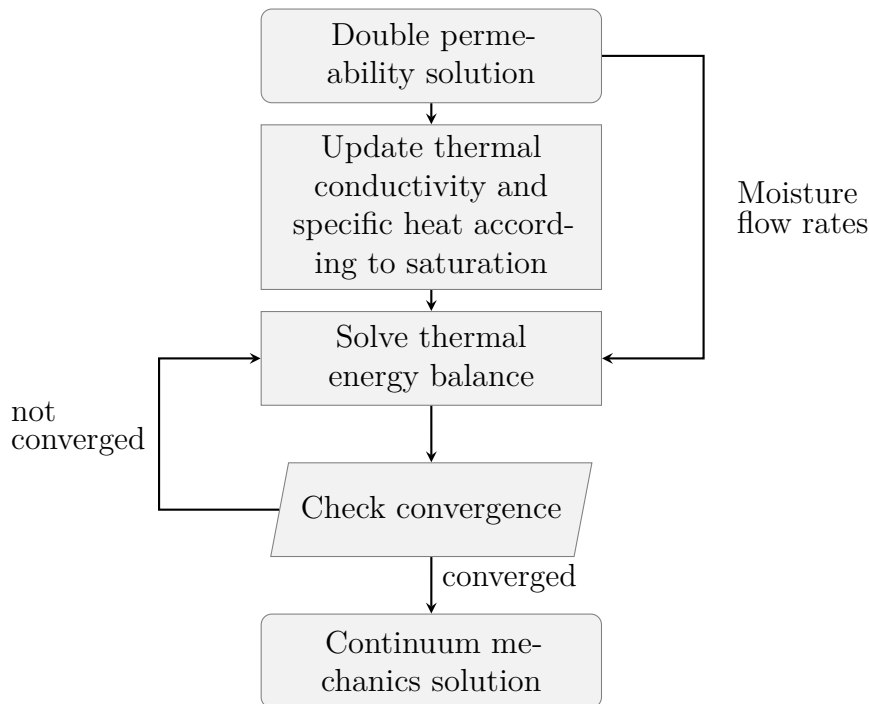 Double perme-
ability solution
Update thermal
conductivity and
specific heat accord-
ing to saturation
Moisture
flow rates
Solve thermal
energy balance
not
converged
Check convergence
converged
Continuum me-
chanics solution